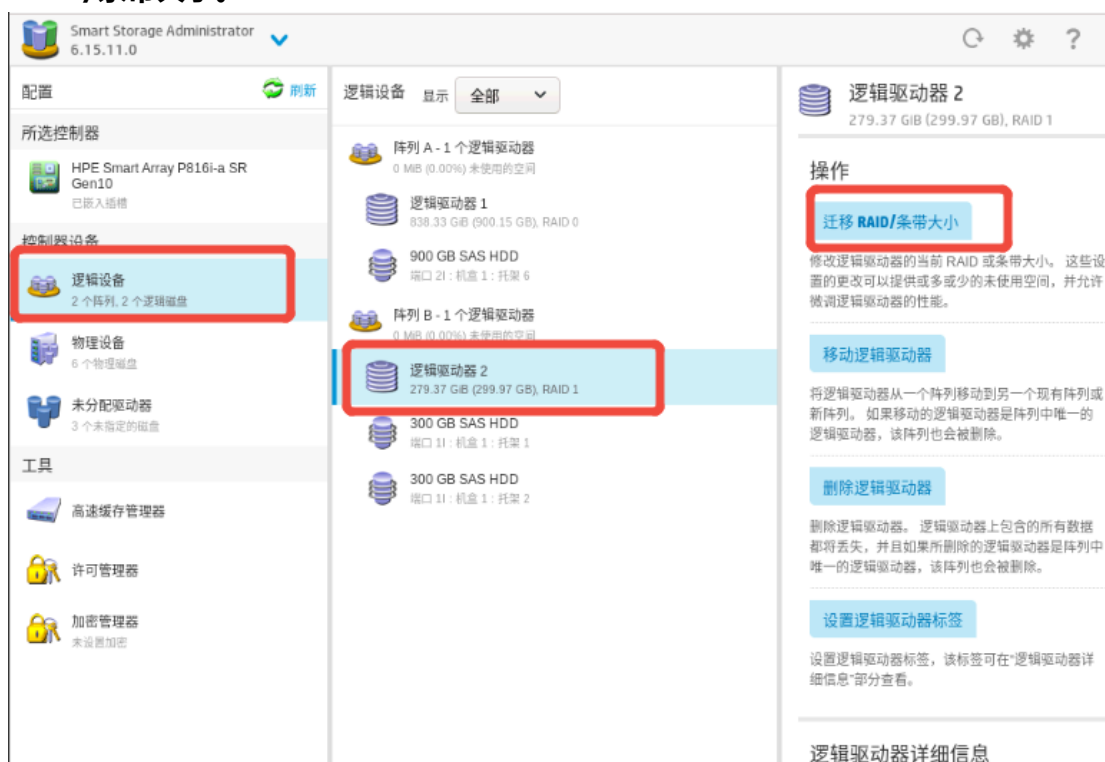 Smart Storage Administrator
6.15.11.0
配置
刷新
所选控制器
HPE Smart Array P816i-a SR
Gen10
已嵌入插槽
控制器设备
逻辑设备
2 个阵列, 2 个逻辑磁盘
物理设备
6 个物理磁盘
未分配驱动器
3 个未指定的磁盘
工具
高速缓存管理器
许可管理器
加密管理器
未设置加密
逻辑设备 显示 全部
阵列 A - 1 个逻辑驱动器
0 MiB (0.00%) 未使用的空间
逻辑驱动器 1
838.33 GiB (900.15 GB), RAID 0
900 GB SAS HDD
端口 2I : 机盒 1 : 托架 6
阵列 B - 1 个逻辑驱动器
0 MiB (0.00%) 未使用的空间
逻辑驱动器 2
279.37 GiB (299.97 GB), RAID 1
300 GB SAS HDD
端口 1I : 机盒 1 : 托架 1
300 GB SAS HDD
端口 1I : 机盒 1 : 托架 2
?
逻辑驱动器 2
279.37 GiB (299.97 GB), RAID 1
操作
迁移 RAID/条带大小
修改逻辑驱动器的当前 RAID 或条带大小。 这些设
置的更改可以提供或多或少的未使用空间，并允许
微调逻辑驱动器的性能。
移动逻辑驱动器
将逻辑驱动器从一个阵列移动到另一个现有阵列或
新阵列。 如果移动的逻辑驱动器是阵列中唯一的
逻辑驱动器，该阵列也会被删除。
删除逻辑驱动器
删除逻辑驱动器。 逻辑驱动器上包含的所有数据
都将丢失，并且如果所删除的逻辑驱动器是阵列中
唯一的逻辑驱动器，该阵列也会被删除。
设置逻辑驱动器标签
设置逻辑驱动器标签，该标签可在“逻辑驱动器详
细信息”部分查看。
逻辑驱动器详细信息